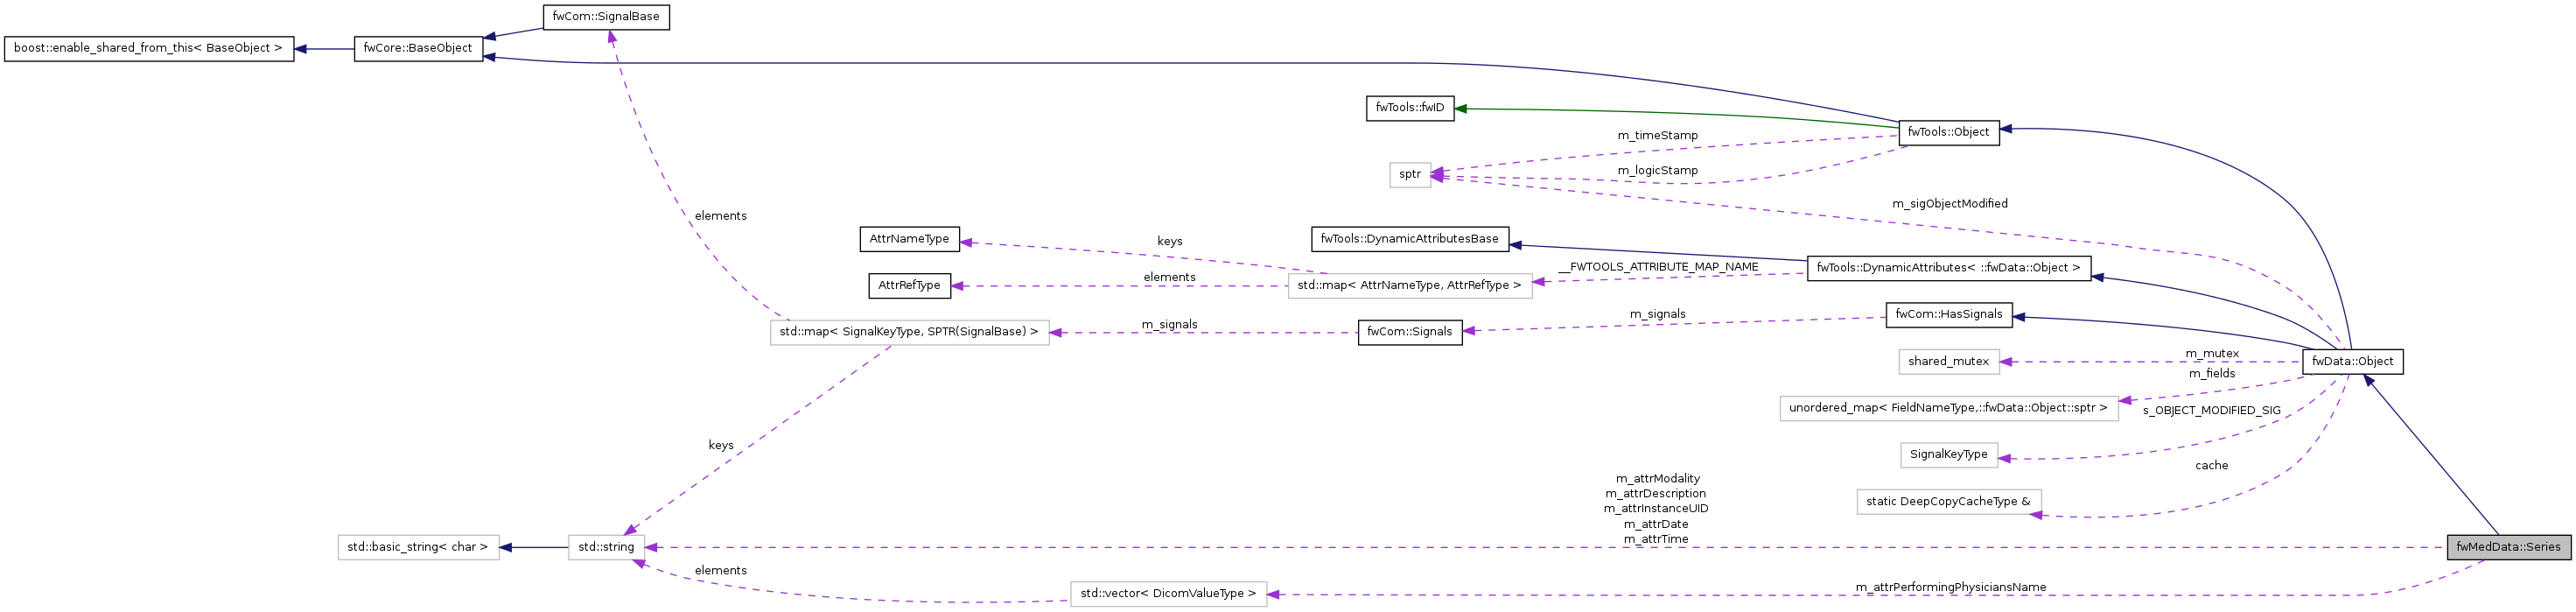 fwCom::SignalBase
boost::enable_shared_from_this< BaseObject >
fwCore::BaseObject
fwTools::fwID
fwTools::Object
m_timeStamp
sptr
m_logicStamp
m_sigObjectModified
elements
AttrNameType
keys
fwTools::DynamicAttributesBase
__FWTOOLS_ATTRIBUTE_MAP_NAME
fwTools::DynamicAttributes< ::fwData::Object >
AttrRefType
elements
std::map< AttrNameType, AttrRefType >
std::map< SignalKeyType, SPTR(SignalBase) >
m_signals
fwCom::Signals
m_signals
fwCom::HasSignals
shared_mutex
m_mutex
fwData::Object
m_fields
unordered_map< FieldNameType,::fwData::Object::sptr >
s_OBJECT_MODIFIED_SIG
keys
SignalKeyType
cache
static DeepCopyCacheType &
m_attrModality
m_attrDescription
m_attrInstanceUID
m_attrDate
m_attrTime
std::basic_string< char >
std::string
fwMedData::Series
elements
std::vector< DicomValueType >
m_attrPerformingPhysiciansName